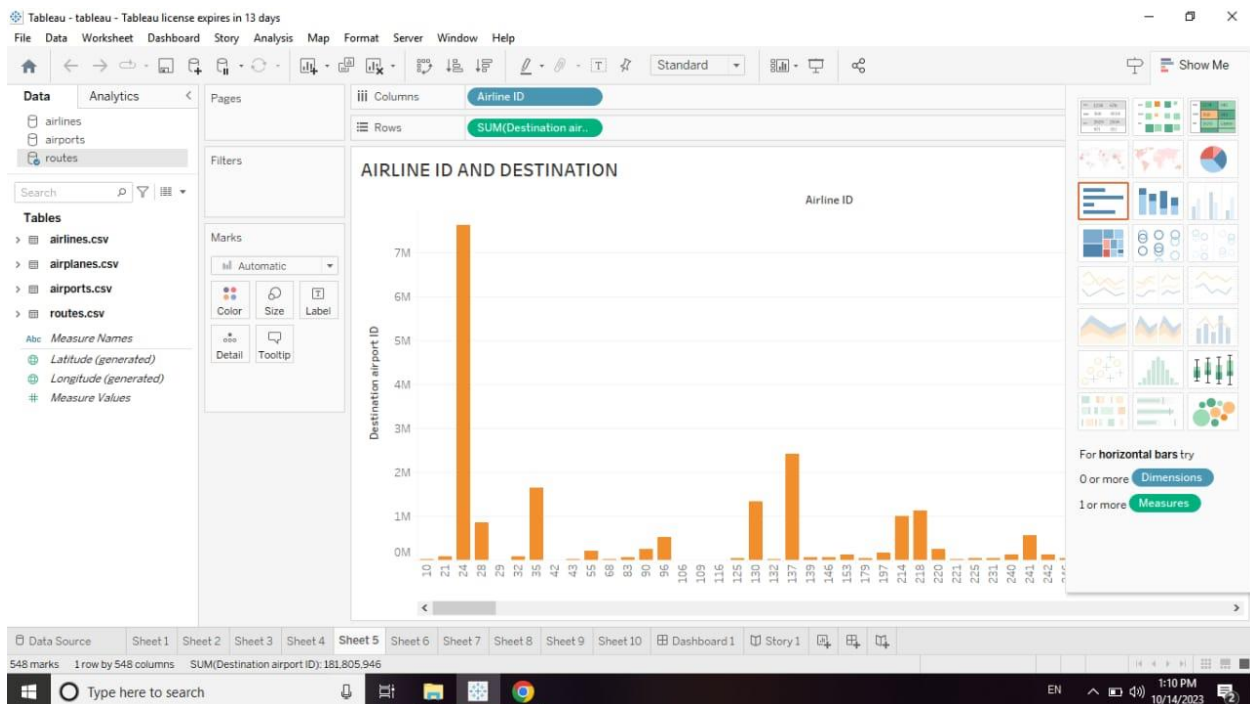 Tableau - tableau - Tableau license expires in 13 days
File Data Worksheet Dashboard Story Analysis Map Format Server Window Help
Standard
Show Me
Data Analytics
airlines
airports
routes
Search
Tables
airlines.csv
airplanes.csv
airports.csv
routes.csv
Abc Measure Names
Latitude (generated)
Longitude (generated)
# Measure Values
Pages
Filters
Marks
Automatic
Color Size Label
Detail Tooltip
iii Columns Airline ID
Rows SUM(Destination air..
AIRLINE ID AND DESTINATION
Airline ID
Destination airport ID
7M
6M
5M
4M
3M
2M
1M
0M
10 21 24 28 29 32 35 42 43 55 68 83 90 96 106 109 116 125 130 132 137 139 146 153 179 197 214 218 220 221 225 231 240 241 242
For horizontal bars try
0 or more Dimensions
1 or more Measures
Data Source Sheet 1 Sheet 2 Sheet 3 Sheet 4 Sheet 5 Sheet 6 Sheet 7 Sheet 8 Sheet 9 Sheet 10 Dashboard 1 Story 1
548 marks 1 row by 548 columns SUM(Destination airport ID): 181,805,946
Type here to search
EN
1:10 PM
10/14/2023
2